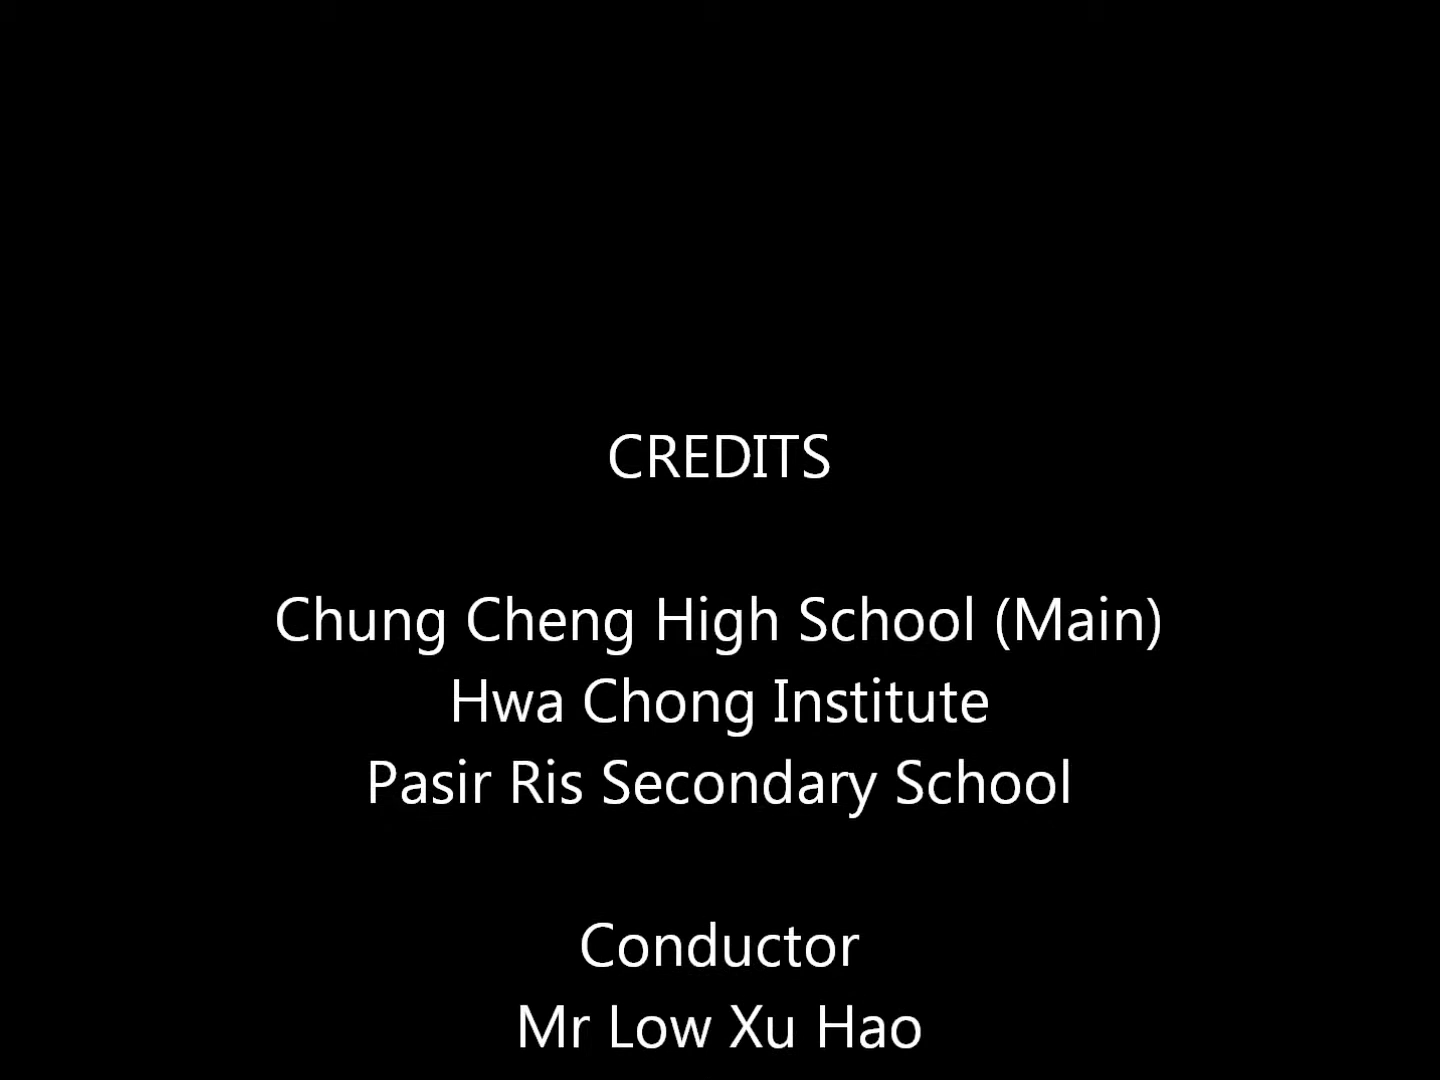 CREDITS
Chung Cheng High School (Main)
Hwa Chong Institute
Pasir Ris Secondary School
Conductor
Mr Low Xu Hao